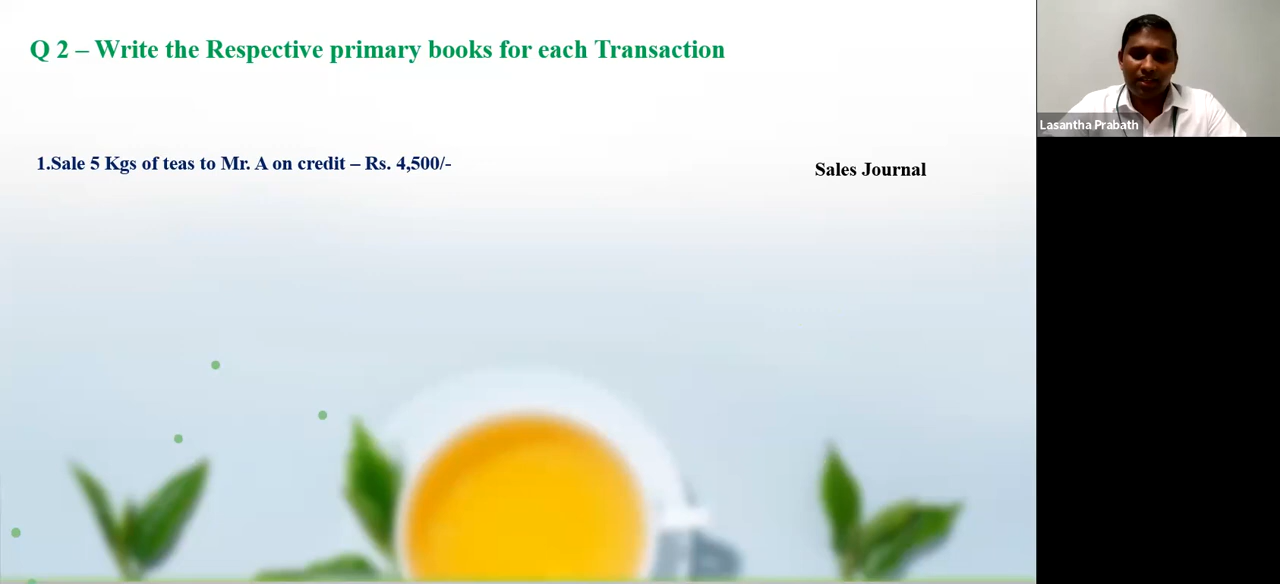 Q 2 – Write the Respective primary books for each Transaction
1.Sale 5 Kgs of teas to Mr. A on credit – Rs. 4,500/-
Sales Journal
Lasantha Prabath